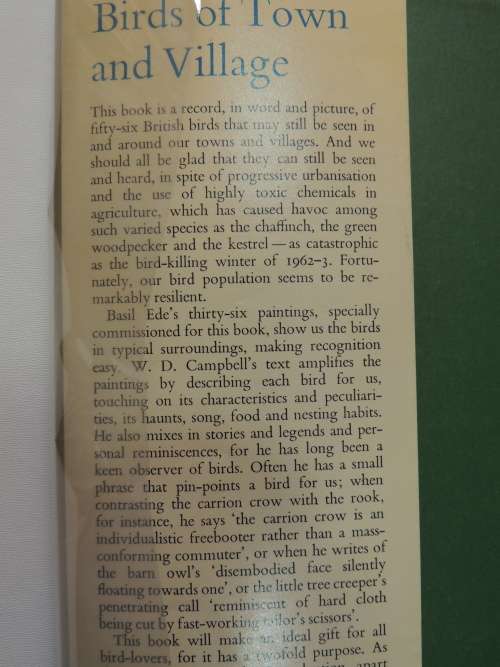 Birds of Town
and Village
This book is a record, in word and picture, of
fifty-six British birds that may still be seen in
and around our towns and villages. And we
should all be glad that they can still be seen
and heard, in spite of progressive urbanisation
and the use of highly toxic chemicals in
agriculture, which has caused havoc among
such varied species as the chaffinch, the green
woodpecker and the kestrel — as catastrophic
as the bird-killing winter of 1962–3. Fortu-
nately, our bird population seems to be re-
markably resilient.
Basil Ede's thirty-six paintings, specially
commissioned for this book, show us the birds
in typical surroundings, making recognition
easy. W. D. Campbell's text amplifies the
paintings by describing each bird for us,
touching on its characteristics and peculiari-
ties, its haunts, song, food and nesting habits.
He also mixes in stories and legends and per-
sonal reminiscences, for he has long been a
keen observer of birds. Often he has a small
phrase that pin-points a bird for us; when
contrasting the carrion crow with the rook,
for instance, he says 'the carrion crow is an
individualistic freebooter rather than a mass-
conforming commuter', or when he writes of
the barn owl's 'disembodied face silently
floating towards one', or the little tree creeper's
penetrating call 'reminiscent of hard cloth
being cut by fast-working tailor's scissors'.
This book will make an ideal gift for all
bird-lovers, for it has a twofold purpose. As
apart